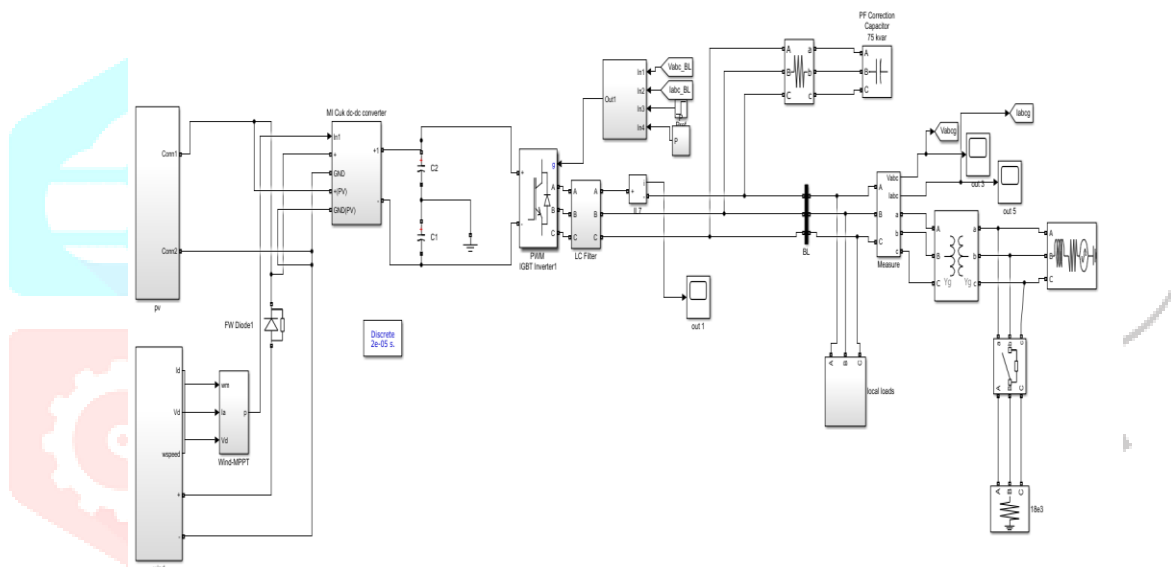 PF Correction
Capacitor
75 kvar
A
B
C
a
b
c
A
B
C
Vabc_BL
Iabc_BL
In1
In2
In3
In4
Out1
P
Iabcg
Vabcg
out 3
out 5
MI Cuk dc-dc converter
In1
+
GND
+(PV)
GND(PV)
+1
-
Conn1
Conn2
pv
C2
C1
g
+
-
A
B
C
PWM
IGBT Inverter1
A
B
C
A
B
C
LC Filter
+
i
-
BL
Vabc
Iabc
A
B
C
a
b
c
Measure
A
B
C
a
b
c
Yg
Yg
A
B
C
out 1
FW Diode1
Discrete
2e-05 s.
Id
Vd
wspeed
+
-
wm
Ia
Vd
p
Wind-MPPT
A
B
C
local loads
a
b
c
A
B
C
A
B
C
18e3